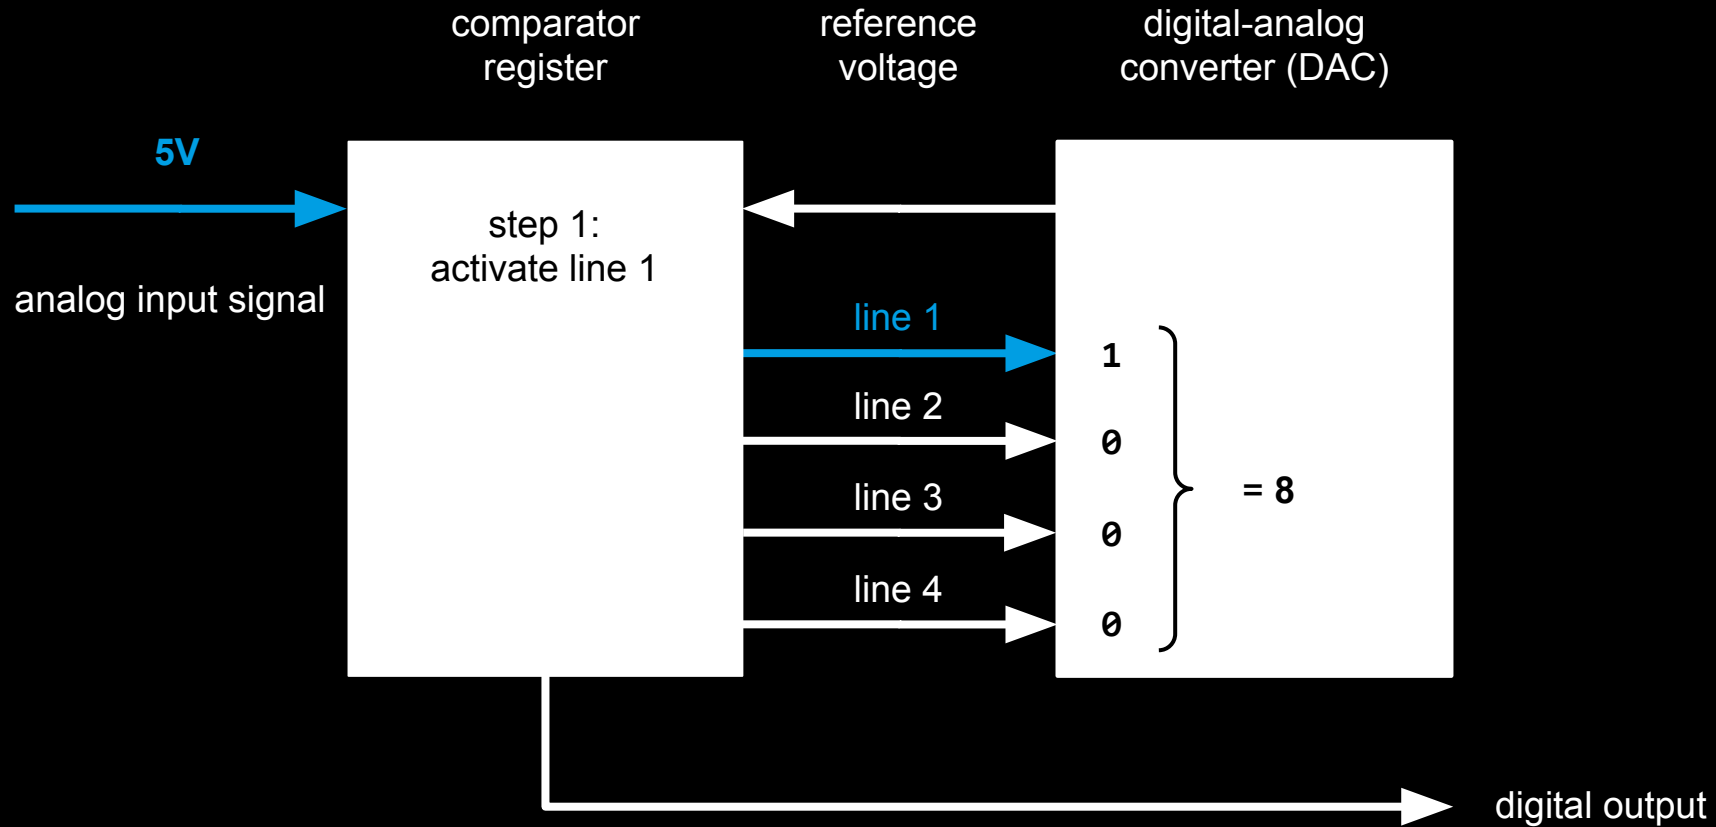 comparator
register
reference
voltage
digital-analog
converter (DAC)
5V
analog input signal
step 1:
activate line 1
line 1
line 2
line 3
line 4
1
0
0
0
= 8
digital output